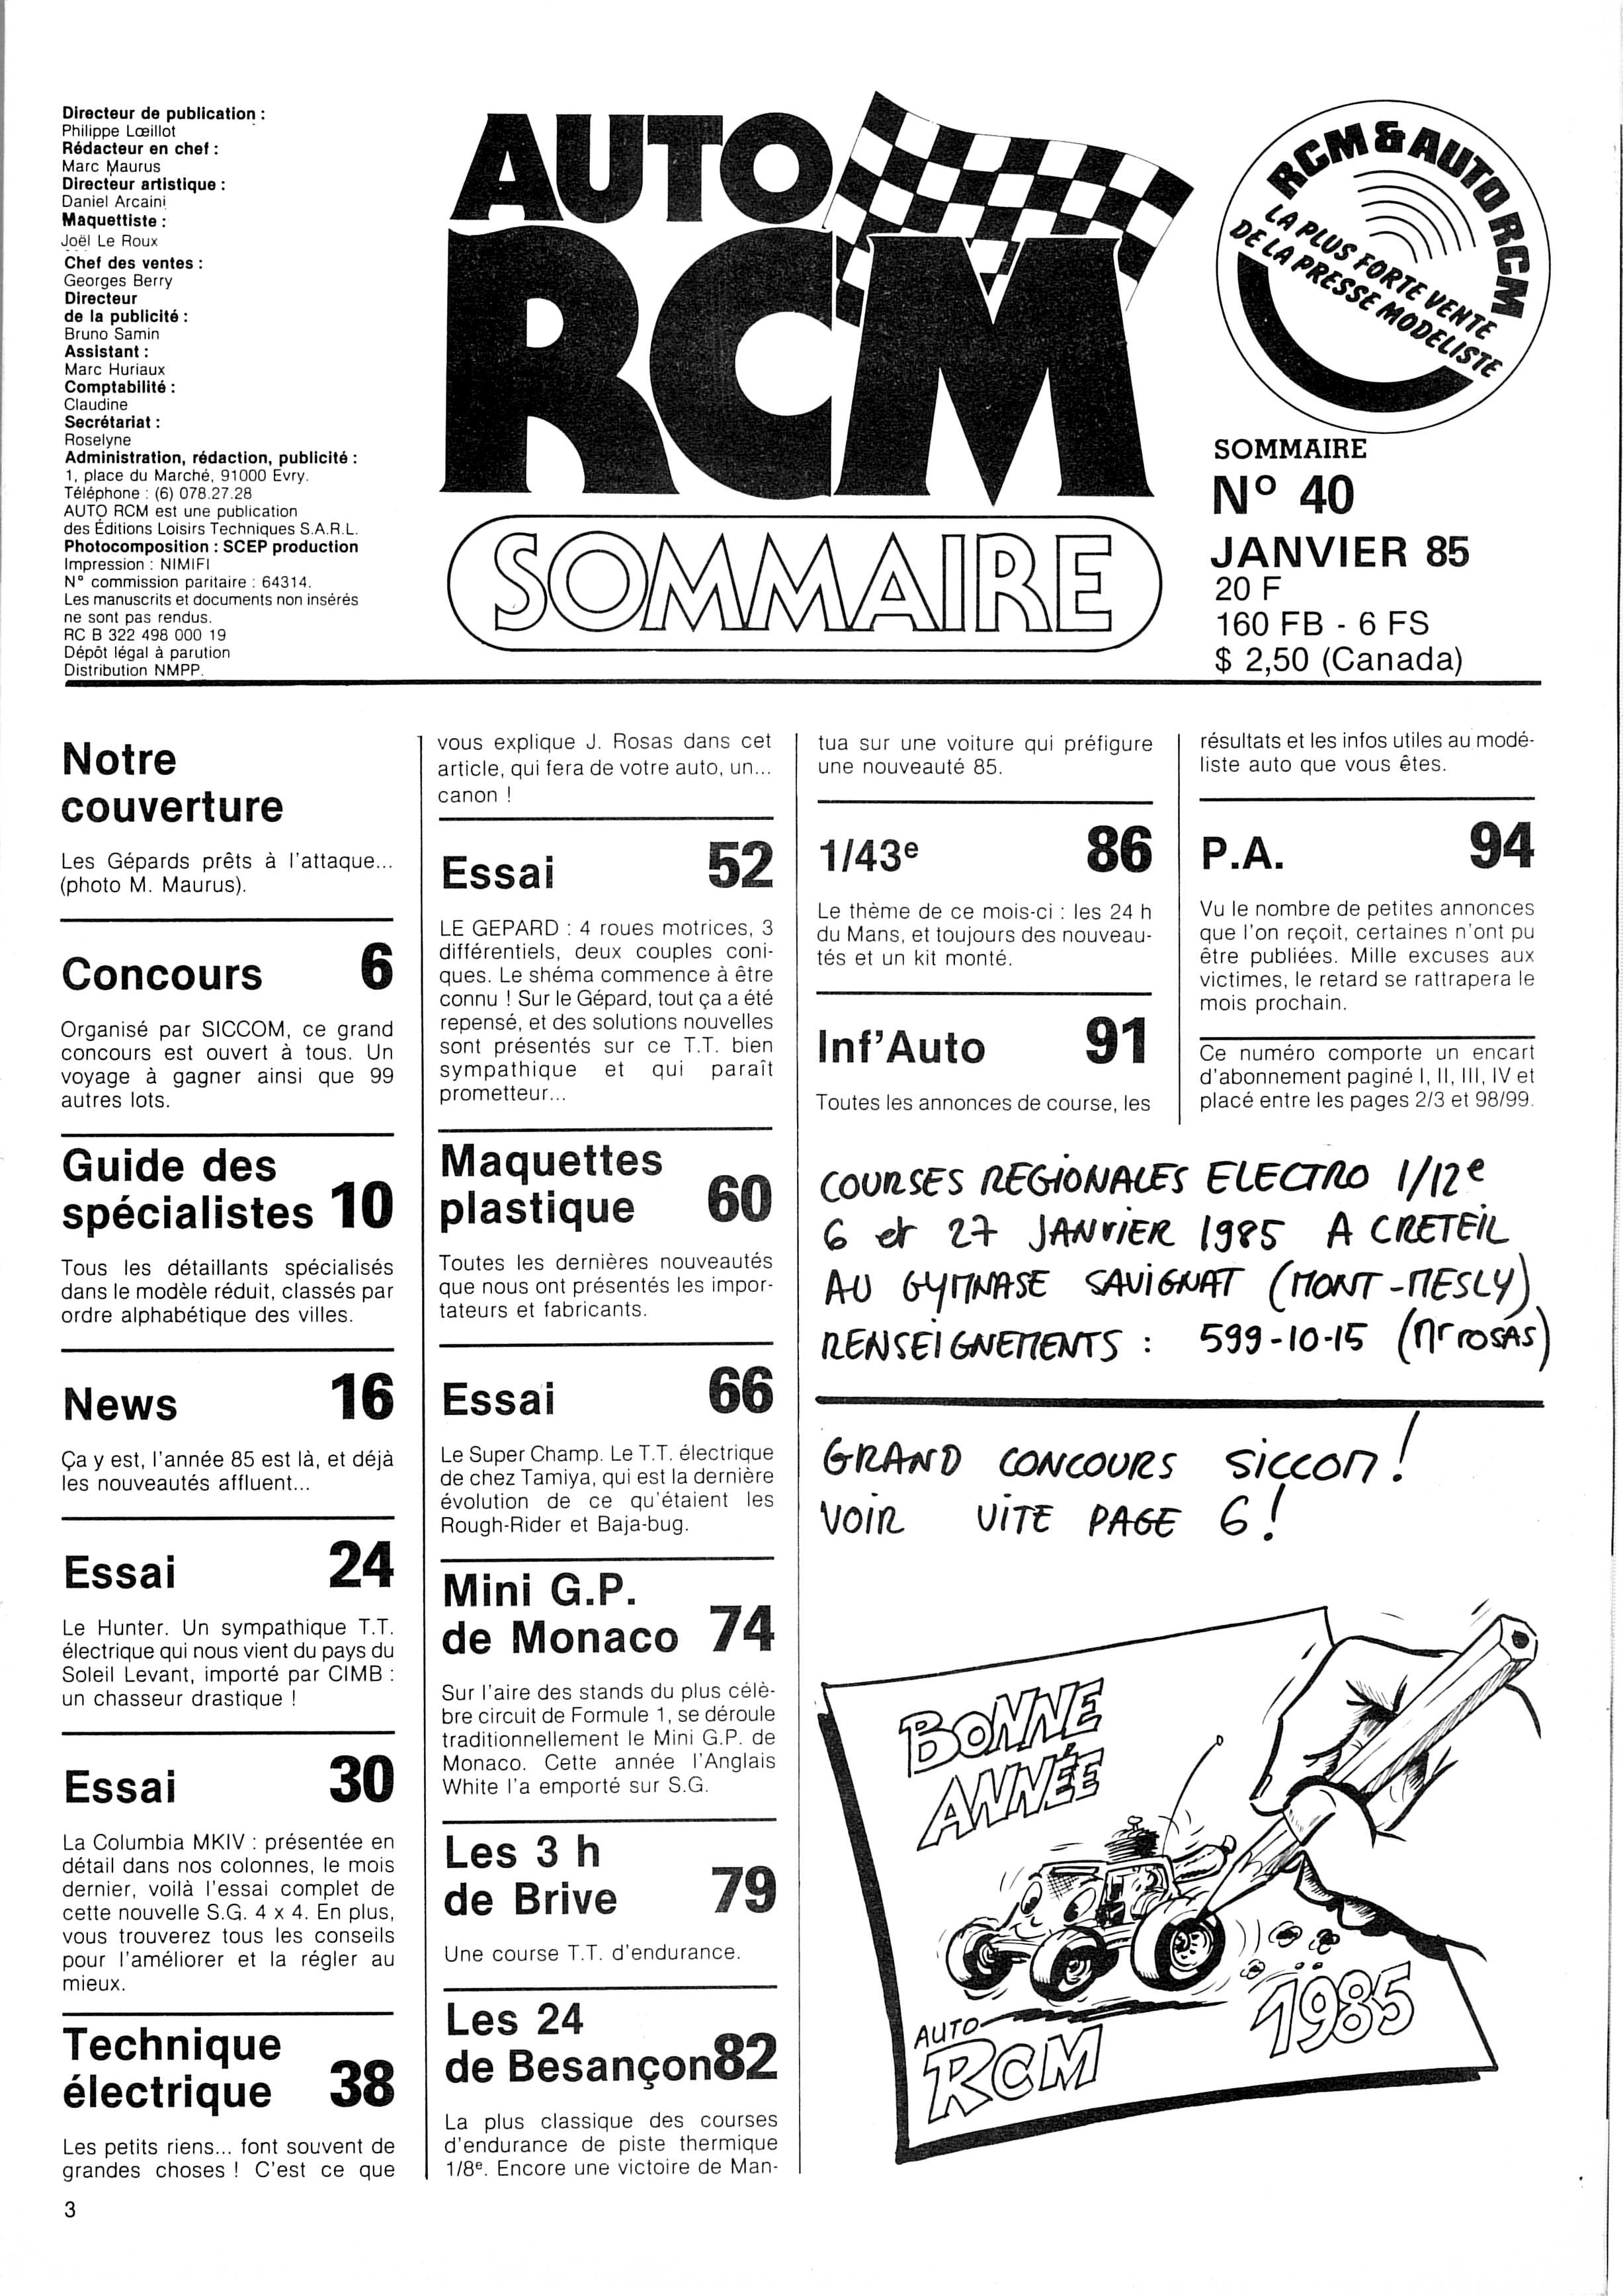 Directeur de publication :
Philippe Lœillot
Rédacteur en chef :
Marc Maurus
Directeur artistique :
Daniel Arcaini
Maquettiste :
Joël Le Roux
Chef des ventes :
Georges Berry
Directeur
de la publicité :
Bruno Samin
Assistant :
Marc Huriaux
Comptabilité :
Claudine
Secrétariat :
Roselyne
Administration, rédaction, publicité :
1, place du Marché, 91000 Evry.
Téléphone : (6) 078.27.28
AUTO RCM est une publication
des Éditions Loisirs Techniques S.A.R.L.
Photocomposition : SCEP production
Impression : NIMIFI
N° commission paritaire : 64314.
Les manuscrits et documents non insérés
ne sont pas rendus.
RC B 322 498 000 19
Dépôt légal à parution
Distribution NMPP.
AUTO
RCM
SOMMAIRE
RCM & AUTO RCM
LA PLUS FORTE VENTE
DE LA PRESSE MODELISTE
SOMMAIRE
N° 40
JANVIER 85
20 F
160 FB - 6 FS
$ 2,50 (Canada)
Notre
couverture
Les Gépards prêts à l'attaque...
(photo M. Maurus).
Concours 6
Organisé par SICCOM, ce grand
concours est ouvert à tous. Un
voyage à gagner ainsi que 99
autres lots.
Guide des
spécialistes 10
Tous les détaillants spécialisés
dans le modèle réduit, classés par
ordre alphabétique des villes.
News 16
Ça y est, l'année 85 est là, et déjà
les nouveautés affluent...
Essai 24
Le Hunter. Un sympathique T.T.
électrique qui nous vient du pays du
Soleil Levant, importé par CIMB :
un chasseur drastique !
Essai 30
La Columbia MKIV : présentée en
détail dans nos colonnes, le mois
dernier, voilà l'essai complet de
cette nouvelle S.G. 4 x 4. En plus,
vous trouverez tous les conseils
pour l'améliorer et la régler au
mieux.
Technique
électrique 38
Les petits riens... font souvent de
grandes choses ! C'est ce que
3
vous explique J. Rosas dans cet
article, qui fera de votre auto, un...
canon !
Essai 52
LE GEPARD : 4 roues motrices, 3
différentiels, deux couples coni-
ques. Le shéma commence à être
connu ! Sur le Gépard, tout ça a été
repensé, et des solutions nouvelles
sont présentés sur ce T.T. bien
sympathique et qui paraît
prometteur...
Maquettes
plastique 60
Toutes les dernières nouveautés
que nous ont présentés les impor-
tateurs et fabricants.
Essai 66
Le Super Champ. Le T.T. électrique
de chez Tamiya, qui est la dernière
évolution de ce qu'étaient les
Rough-Rider et Baja-bug.
Mini G.P.
de Monaco 74
Sur l'aire des stands du plus célè-
bre circuit de Formule 1, se déroule
traditionnellement le Mini G.P. de
Monaco. Cette année l'Anglais
White l'a emporté sur S.G.
Les 3 h
de Brive 79
Une course T.T. d'endurance.
Les 24
de Besançon 82
La plus classique des courses
d'endurance de piste thermique
1/8e. Encore une victoire de Man-
tua sur une voiture qui préfigure
une nouveauté 85.
1/43e 86
Le thème de ce mois-ci : les 24 h
du Mans, et toujours des nouveau-
tés et un kit monté.
Inf'Auto 91
Toutes les annonces de course, les
résultats et les infos utiles au modé-
liste auto que vous êtes.
P.A. 94
Vu le nombre de petites annonces
que l'on reçoit, certaines n'ont pu
être publiées. Mille excuses aux
victimes, le retard se rattrapera le
mois prochain.
Ce numéro comporte un encart
d'abonnement paginé I, II, III, IV et
placé entre les pages 2/3 et 98/99.
COURSES REGIONALES ELECTRO 1/12e
6 et 27 JANVIER 1985 A CRETEIL
AU GYMNASE SAVIGNAT (MONT-MESLY)
RENSEIGNEMENTS : 599-10-15 (Mr ROSAS)
GRAND CONCOURS SICCOM !
VOIR VITE PAGE 6 !
BONNE
ANNÉE
AUTO
RCM
1985